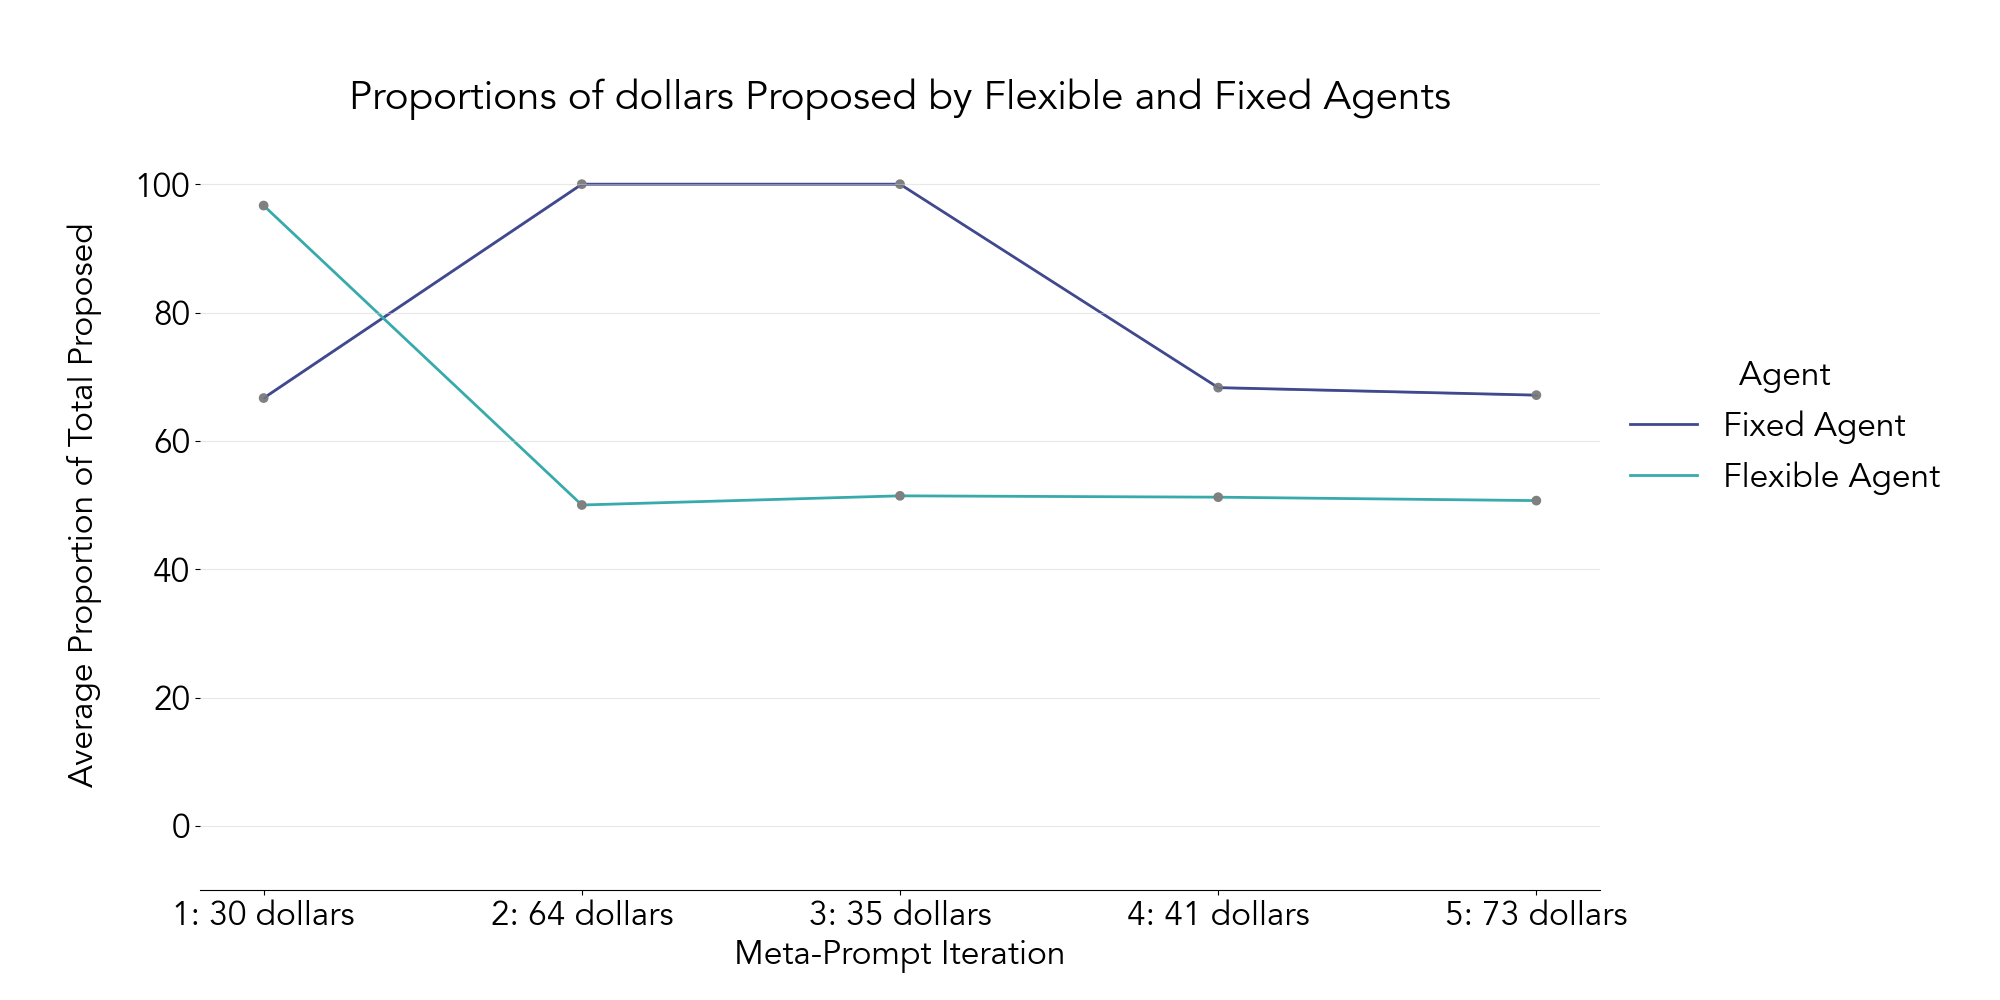 Proportions of dollars Proposed by Flexible and Fixed Agents
Average Proportion of Total Proposed
100
80
60
40
20
0
1: 30 dollars
2: 64 dollars
3: 35 dollars
4: 41 dollars
5: 73 dollars
Meta-Prompt Iteration
Agent
Fixed Agent
Flexible Agent